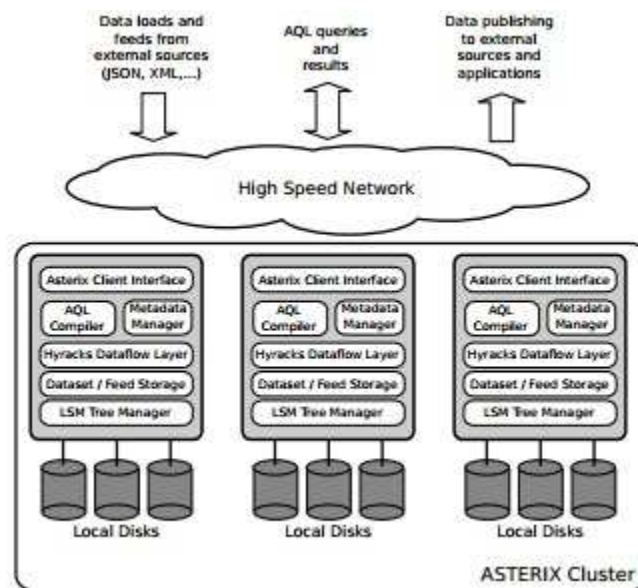 Data loads and
feeds from
external sources
(JSON, XML,...)
AQL queries
and
results
Data publishing
to external
sources and
applications
High Speed Network
Asterix Client Interface
AQL
Compiler
Metadata
Manager
Hyracks Dataflow Layer
Dataset / Feed Storage
LSM Tree Manager
Local Disks
Asterix Client Interface
AQL
Compiler
Metadata
Manager
Hyracks Dataflow Layer
Dataset / Feed Storage
LSM Tree Manager
Local Disks
Asterix Client Interface
AQL
Compiler
Metadata
Manager
Hyracks Dataflow Layer
Dataset / Feed Storage
LSM Tree Manager
Local Disks
ASTERIX Cluster